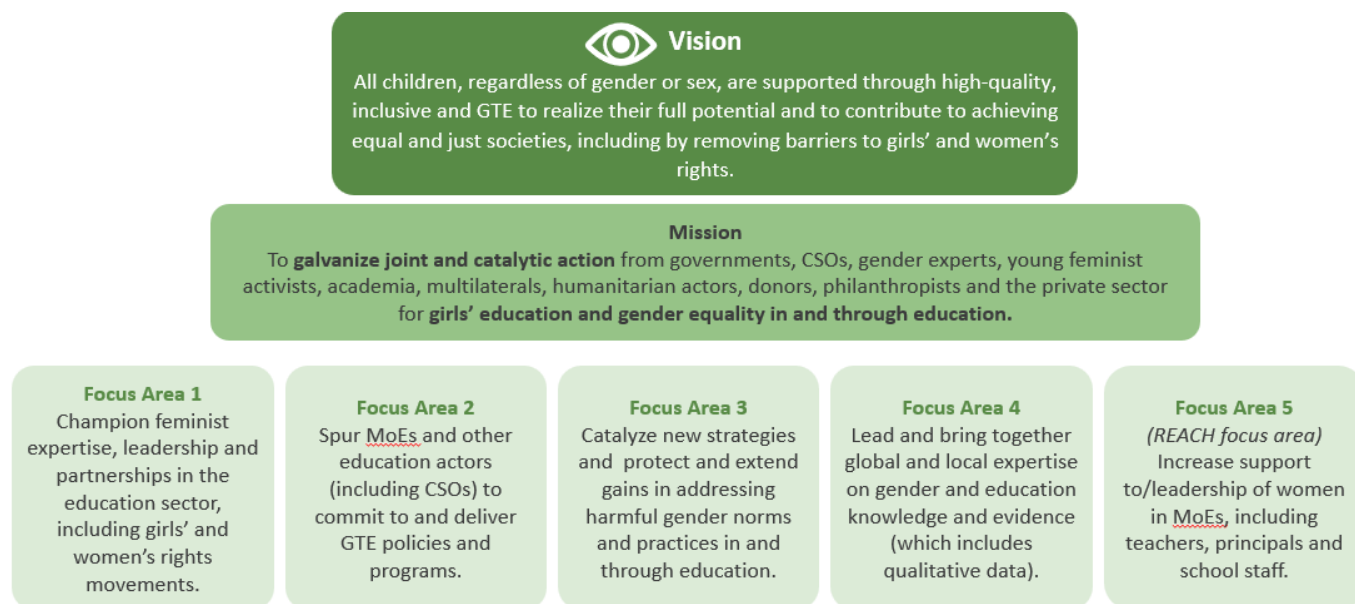 Vision
All children, regardless of gender or sex, are supported through high-quality,
inclusive and GTE to realize their full potential and to contribute to achieving
equal and just societies, including by removing barriers to girls’ and women’s
rights.
Mission
To galvanize joint and catalytic action from governments, CSOs, gender experts, young feminist
activists, academia, multilaterals, humanitarian actors, donors, philanthropists and the private sector
for girls’ education and gender equality in and through education.
Focus Area 1
Champion feminist
expertise, leadership and
partnerships in the
education sector,
including girls’ and
women’s rights
movements.
Focus Area 2
Spur MoEs and other
education actors
(including CSOs) to
commit to and deliver
GTE policies and
programs.
Focus Area 3
Catalyze new strategies
and protect and extend
gains in addressing
harmful gender norms
and practices in and
through education.
Focus Area 4
Lead and bring together
global and local expertise
on gender and education
knowledge and evidence
(which includes
qualitative data).
Focus Area 5
(REACH focus area)
Increase support
to/leadership of women
in MoEs, including
teachers, principals and
school staff.